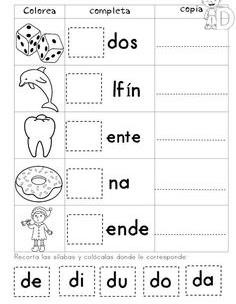 Colorea completa copia
D
dos
lfín
ente
na
ende
Recorta las sílabas y colócalas donde le corresponde:
de di du do da